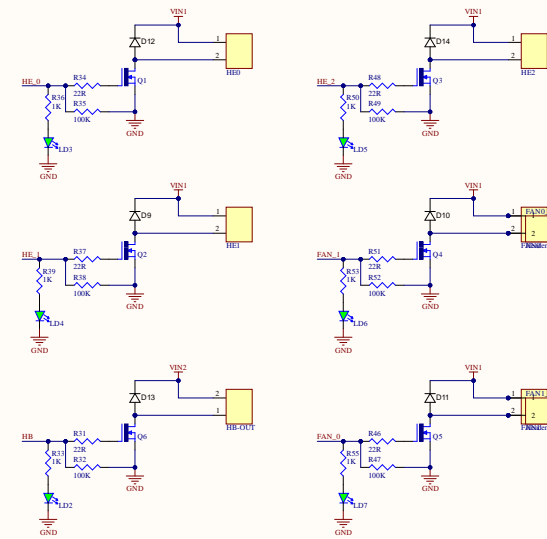 VIN1
D12
1
2
HE0
HE_0
R34
22R
Q1
R36
1K
R35
100K
GND
LD3
GND
VIN1
D14
1
2
HE2
HE_2
R48
22R
Q3
R50
1K
R49
100K
GND
LD5
GND
VIN1
D9
1
2
HE1
HE_1
R37
22R
Q2
R39
1K
R38
100K
GND
LD4
GND
VIN1
D10
1
FAN0
2
2
FAN_1
R51
22R
Q4
R53
1K
R52
100K
GND
LD6
GND
VIN2
D13
2
1
HB-OUT
HB
R31
22R
Q6
R33
1K
R32
100K
GND
LD2
GND
VIN1
D11
1
FAN1
2
2
FAN_0
R46
22R
Q5
R55
1K
R47
100K
GND
LD7
GND